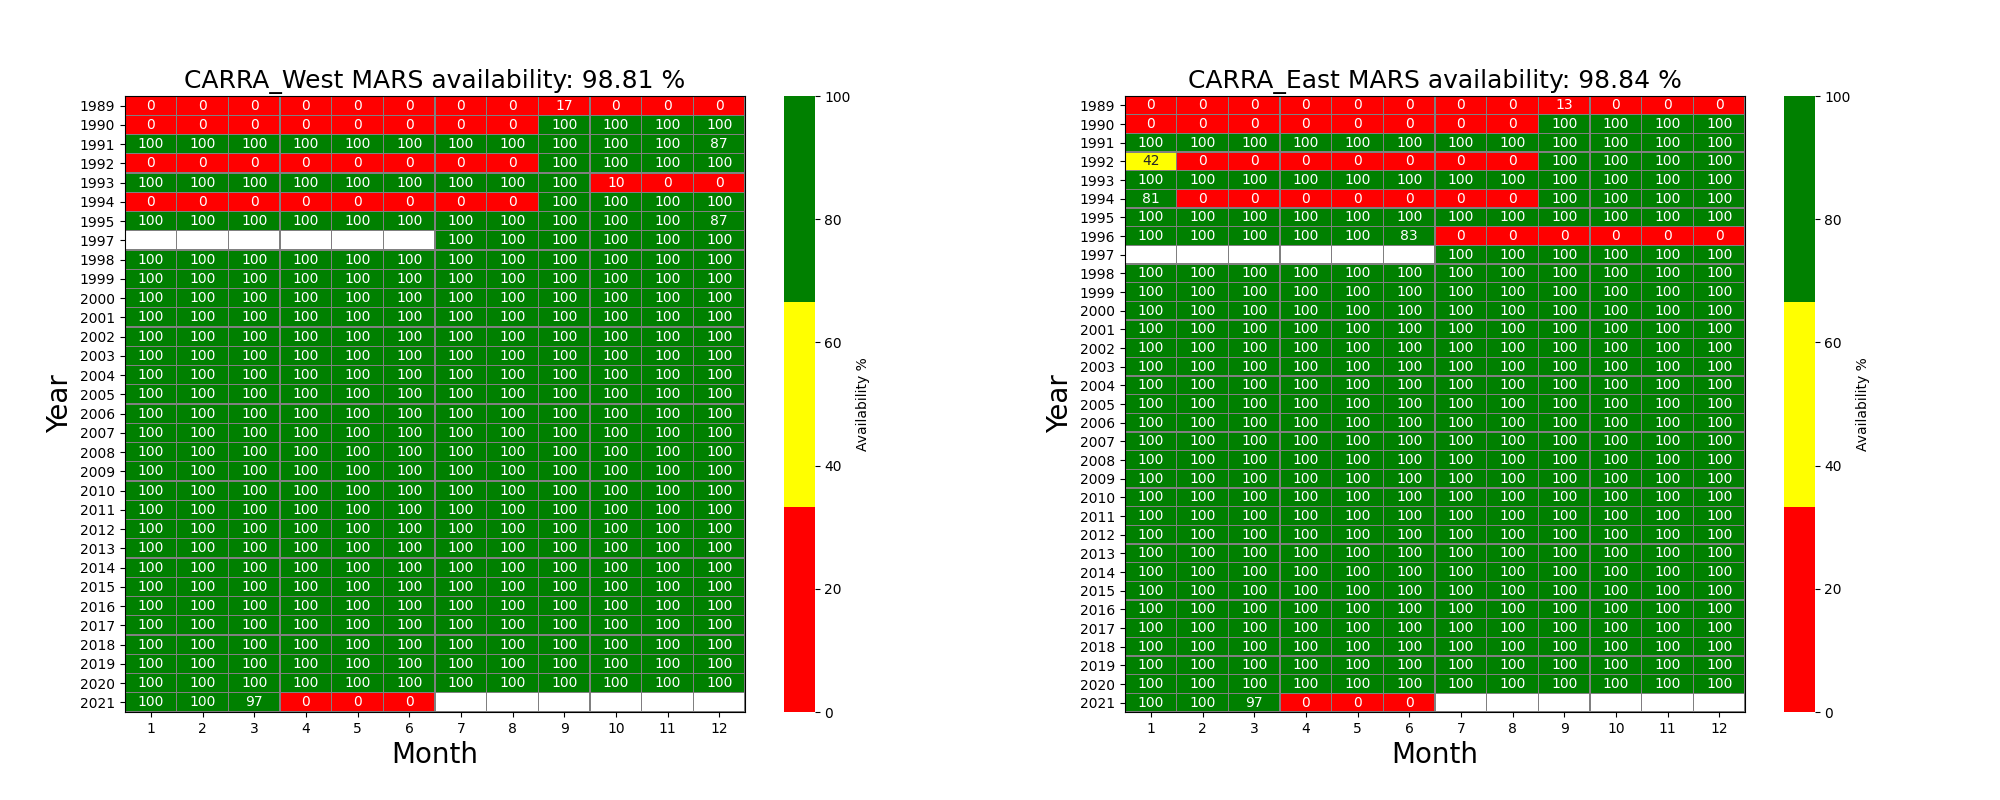 CARRA_West MARS availability: 98.81 %
1989 0 0 0 0 0 0 0 0 17 0 0 0
1990 0 0 0 0 0 0 0 0 100 100 100 100
1991 100 100 100 100 100 100 100 100 100 100 100 87
1992 0 0 0 0 0 0 0 0 100 100 100 100
1993 100 100 100 100 100 100 100 100 100 10 0 0
1994 0 0 0 0 0 0 0 0 100 100 100 100
1995 100 100 100 100 100 100 100 100 100 100 100 87
1997 100 100 100 100 100 100
1998 100 100 100 100 100 100 100 100 100 100 100 100
1999 100 100 100 100 100 100 100 100 100 100 100 100
2000 100 100 100 100 100 100 100 100 100 100 100 100
2001 100 100 100 100 100 100 100 100 100 100 100 100
2002 100 100 100 100 100 100 100 100 100 100 100 100
2003 100 100 100 100 100 100 100 100 100 100 100 100
2004 100 100 100 100 100 100 100 100 100 100 100 100
2005 100 100 100 100 100 100 100 100 100 100 100 100
2006 100 100 100 100 100 100 100 100 100 100 100 100
2007 100 100 100 100 100 100 100 100 100 100 100 100
2008 100 100 100 100 100 100 100 100 100 100 100 100
2009 100 100 100 100 100 100 100 100 100 100 100 100
2010 100 100 100 100 100 100 100 100 100 100 100 100
2011 100 100 100 100 100 100 100 100 100 100 100 100
2012 100 100 100 100 100 100 100 100 100 100 100 100
2013 100 100 100 100 100 100 100 100 100 100 100 100
2014 100 100 100 100 100 100 100 100 100 100 100 100
2015 100 100 100 100 100 100 100 100 100 100 100 100
2016 100 100 100 100 100 100 100 100 100 100 100 100
2017 100 100 100 100 100 100 100 100 100 100 100 100
2018 100 100 100 100 100 100 100 100 100 100 100 100
2019 100 100 100 100 100 100 100 100 100 100 100 100
2020 100 100 100 100 100 100 100 100 100 100 100 100
2021 100 100 97 0 0 0
1 2 3 4 5 6 7 8 9 10 11 12
Month
Year
100
80
60
40
20
0
Availability %
CARRA_East MARS availability: 98.84 %
1989 0 0 0 0 0 0 0 0 13 0 0 0
1990 0 0 0 0 0 0 0 0 100 100 100 100
1991 100 100 100 100 100 100 100 100 100 100 100 100
1992 42 0 0 0 0 0 0 0 100 100 100 100
1993 100 100 100 100 100 100 100 100 100 100 100 100
1994 81 0 0 0 0 0 0 0 100 100 100 100
1995 100 100 100 100 100 100 100 100 100 100 100 100
1996 100 100 100 100 100 83 0 0 0 0 0 0
1997 100 100 100 100 100 100
1998 100 100 100 100 100 100 100 100 100 100 100 100
1999 100 100 100 100 100 100 100 100 100 100 100 100
2000 100 100 100 100 100 100 100 100 100 100 100 100
2001 100 100 100 100 100 100 100 100 100 100 100 100
2002 100 100 100 100 100 100 100 100 100 100 100 100
2003 100 100 100 100 100 100 100 100 100 100 100 100
2004 100 100 100 100 100 100 100 100 100 100 100 100
2005 100 100 100 100 100 100 100 100 100 100 100 100
2006 100 100 100 100 100 100 100 100 100 100 100 100
2007 100 100 100 100 100 100 100 100 100 100 100 100
2008 100 100 100 100 100 100 100 100 100 100 100 100
2009 100 100 100 100 100 100 100 100 100 100 100 100
2010 100 100 100 100 100 100 100 100 100 100 100 100
2011 100 100 100 100 100 100 100 100 100 100 100 100
2012 100 100 100 100 100 100 100 100 100 100 100 100
2013 100 100 100 100 100 100 100 100 100 100 100 100
2014 100 100 100 100 100 100 100 100 100 100 100 100
2015 100 100 100 100 100 100 100 100 100 100 100 100
2016 100 100 100 100 100 100 100 100 100 100 100 100
2017 100 100 100 100 100 100 100 100 100 100 100 100
2018 100 100 100 100 100 100 100 100 100 100 100 100
2019 100 100 100 100 100 100 100 100 100 100 100 100
2020 100 100 100 100 100 100 100 100 100 100 100 100
2021 100 100 97 0 0 0
1 2 3 4 5 6 7 8 9 10 11 12
Month
Year
100
80
60
40
20
0
Availability %